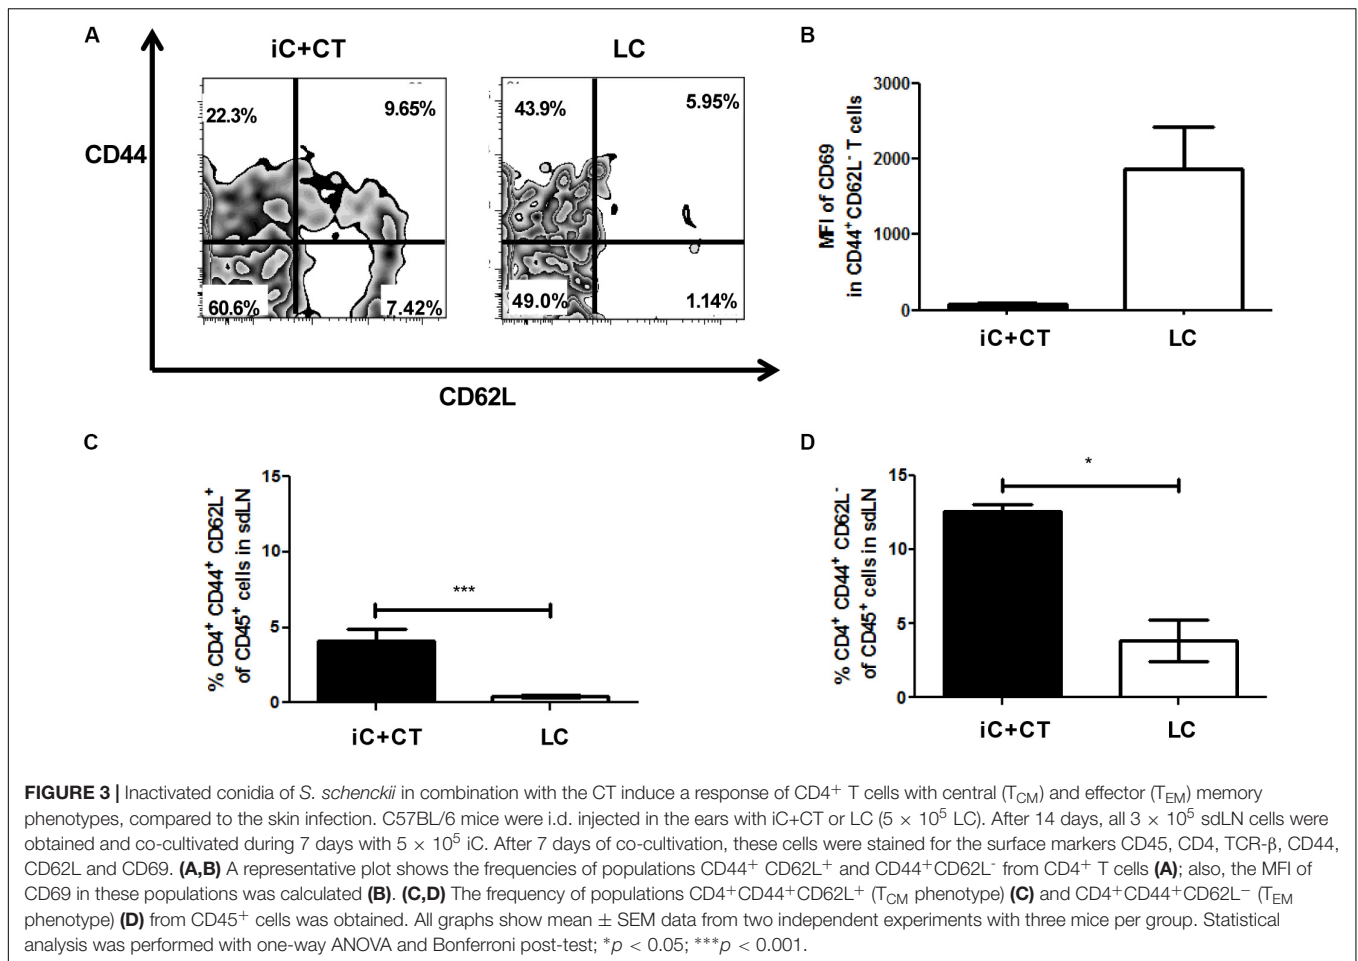 A
iC+CT
LC
CD44
22.3%
9.65%
60.6%
7.42%
43.9%
5.95%
49.0%
1.14%
CD62L
B
MFI of CD69
in CD44⁺CD62L⁻ T cells
3000
2000
1000
0
iC+CT
LC
C
% CD4⁺ CD44⁺ CD62L⁺
of CD45⁺ cells in sdLN
15
10
5
0
***
iC+CT
LC
D
% CD4⁺ CD44⁺ CD62L⁻
of CD45⁺ cells in sdLN
15
10
5
0
*
iC+CT
LC
FIGURE 3 | Inactivated conidia of S. schenckii in combination with the CT induce a response of CD4⁺ T cells with central (T_CM) and effector (T_EM) memory
phenotypes, compared to the skin infection. C57BL/6 mice were i.d. injected in the ears with iC+CT or LC (5 × 10⁵ LC). After 14 days, all 3 × 10⁵ sdLN cells were
obtained and co-cultivated during 7 days with 5 × 10⁵ iC. After 7 days of co-cultivation, these cells were stained for the surface markers CD45, CD4, TCR-β, CD44,
CD62L and CD69. (A,B) A representative plot shows the frequencies of populations CD44⁺ CD62L⁺ and CD44⁺CD62L⁻ from CD4⁺ T cells (A); also, the MFI of
CD69 in these populations was calculated (B). (C,D) The frequency of populations CD4⁺CD44⁺CD62L⁺ (T_CM phenotype) (C) and CD4⁺CD44⁺CD62L⁻ (T_EM
phenotype) (D) from CD45⁺ cells was obtained. All graphs show mean ± SEM data from two independent experiments with three mice per group. Statistical
analysis was performed with one-way ANOVA and Bonferroni post-test; *p < 0.05; ***p < 0.001.